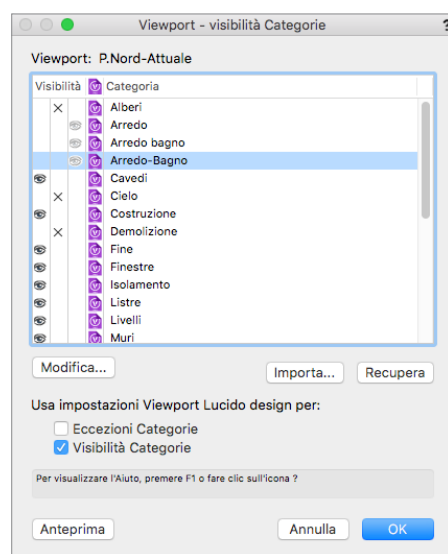 Viewport - visibilità Categorie
?
Viewport: P.Nord-Attuale
Visibilità Categoria
Alberi
Arredo
Arredo bagno
Arredo-Bagno
Cavedi
Cielo
Costruzione
Demolizione
Fine
Finestre
Isolamento
Listre
Livelli
Muri
Modifica... Importa... Recupera
Usa impostazioni Viewport Lucido design per:
Eccezioni Categorie
Visibilità Categorie
Per visualizzare l'Aiuto, premere F1 o fare clic sull'icona ?
Anteprima Annulla OK